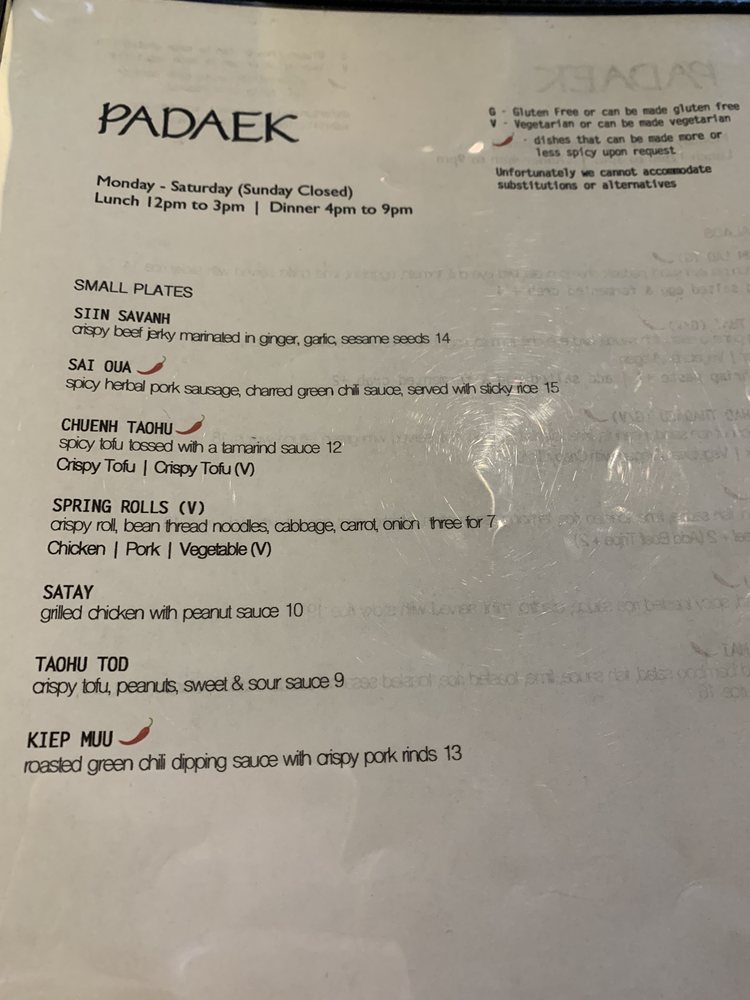 PADAEK
G - Gluten Free or can be made gluten free
V - Vegetarian or can be made vegetarian
- dishes that can be made more or
less spicy upon request
Unfortunately we cannot accommodate
substitutions or alternatives
Monday - Saturday (Sunday Closed)
Lunch 12pm to 3pm | Dinner 4pm to 9pm
SMALL PLATES
SIIN SAVANH
crispy beef jerky marinated in ginger, garlic, sesame seeds 14
SAI OUA
spicy herbal pork sausage, charred green chili sauce, served with sticky rice 15
CHUENH TAOHU
spicy tofu tossed with a tamarind sauce 12
Crispy Tofu | Crispy Tofu (V)
SPRING ROLLS (V)
crispy roll, bean thread noodles, cabbage, carrot, onion three for 7
Chicken | Pork | Vegetable (V)
SATAY
grilled chicken with peanut sauce 10
TAOHU TOD
crispy tofu, peanuts, sweet & sour sauce 9
KIEP MUU
roasted green chili dipping sauce with crispy pork rinds 13